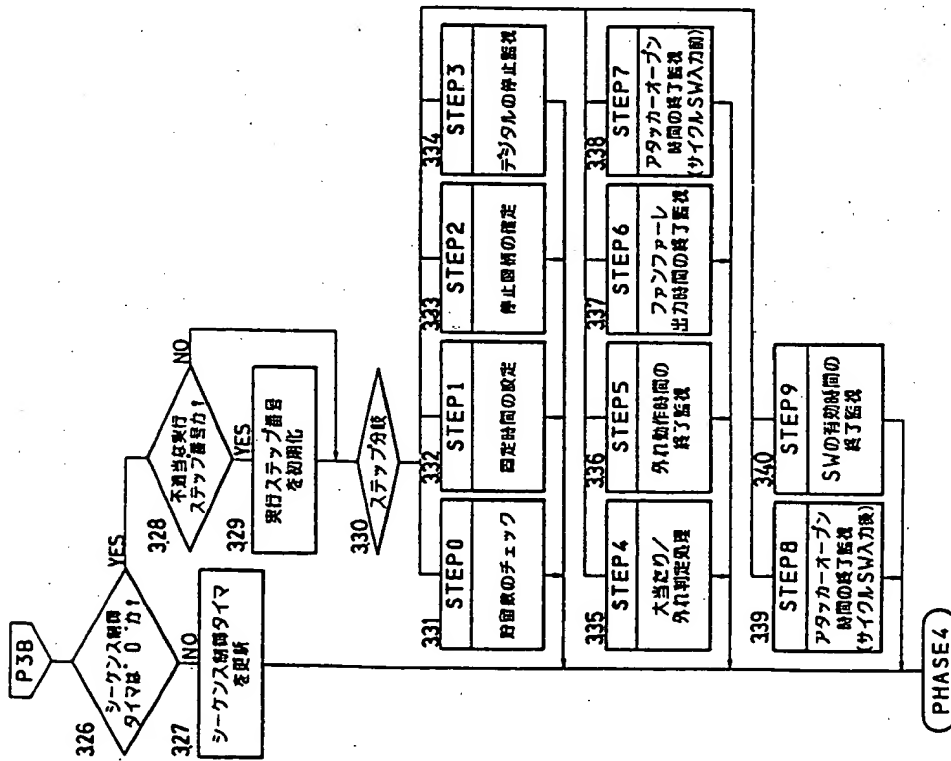 P3B
326
シーケンス制御
タイマは"0"か↑
YES
NO
327
シーケンス制御タイマ
を更新
328
不適当な実行
ステップ番号か↑
NO
YES
329
実行ステップ番号
を初期化
330
ステップ分岐
331
STEP0
貯留数のチェック
332
STEP1
固定時間の設定
333
STEP2
停止図柄の確定
334
STEP3
デジタルの停止監視
335
STEP4
大当たり/
外れ判定処理
336
STEP5
外れ動作時間の
終了監視
337
STEP6
ファンファーレ
出力時間の終了監視
338
STEP7
アタッカーオープン
時間の終了監視
(サイクルSW入力前)
339
STEP8
アタッカーオープン
時間の終了監視
(サイクルSW入力後)
340
STEP9
SWの有効時間の
終了監視
PHASE4